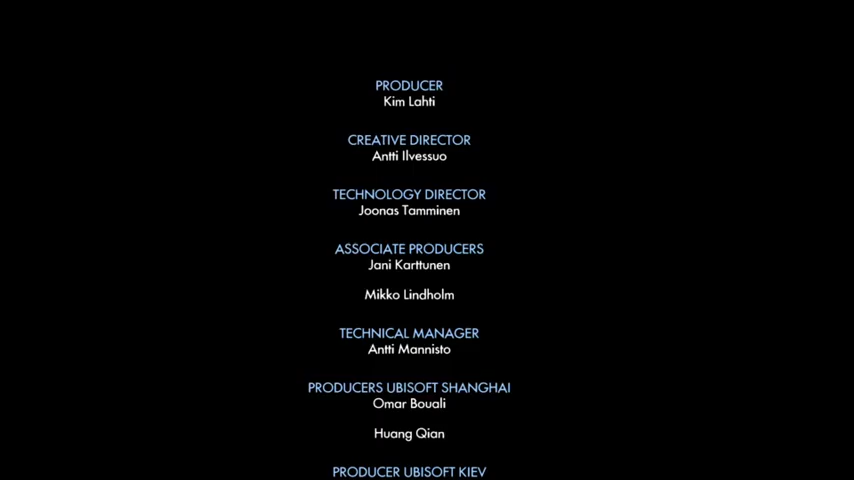 PRODUCER
Kim Lahti
CREATIVE DIRECTOR
Antti Ilvessuo
TECHNOLOGY DIRECTOR
Joonas Tamminen
ASSOCIATE PRODUCERS
Jani Karttunen
Mikko Lindholm
TECHNICAL MANAGER
Antti Mannisto
PRODUCERS UBISOFT SHANGHAI
Omar Bouali
Huang Qian
PRODUCER UBISOFT KIEV